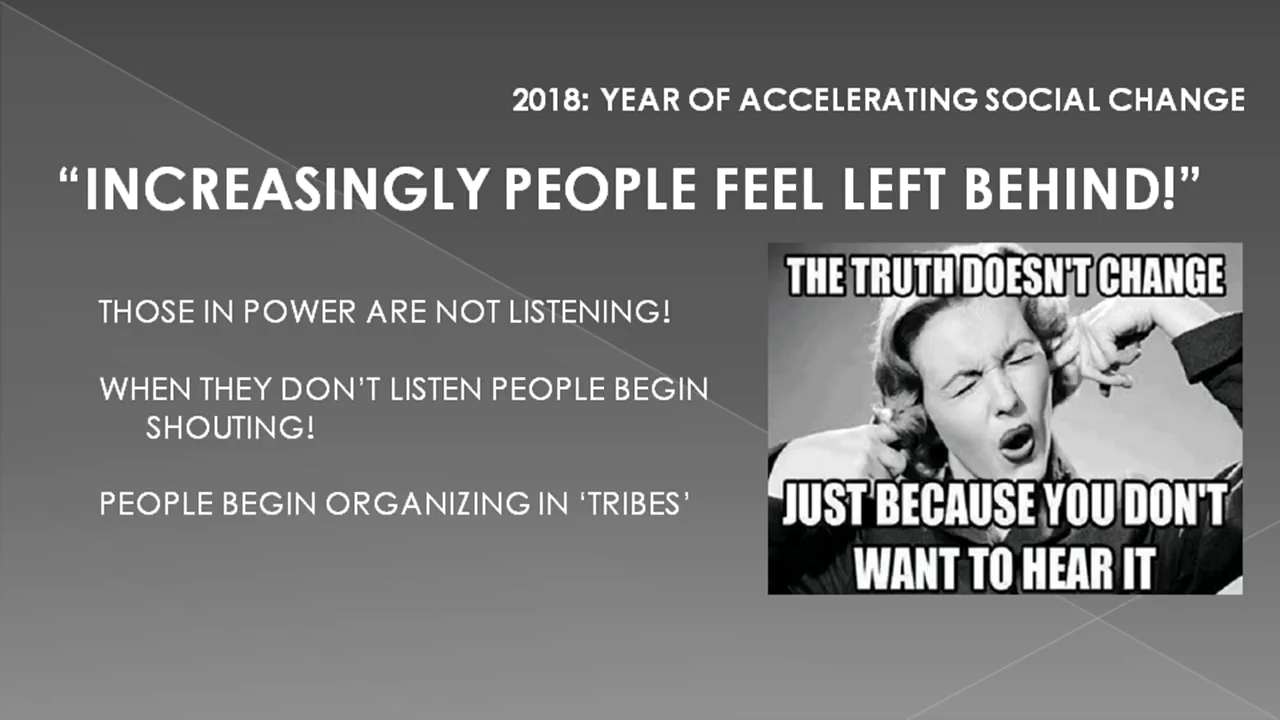 2018: YEAR OF ACCELERATING SOCIAL CHANGE
“INCREASINGLY PEOPLE FEEL LEFT BEHIND!”
THOSE IN POWER ARE NOT LISTENING!
WHEN THEY DON’T LISTEN PEOPLE BEGIN
SHOUTING!
PEOPLE BEGIN ORGANIZING IN ‘TRIBES’
THE TRUTH DOESN'T CHANGE
JUST BECAUSE YOU DON'T
WANT TO HEAR IT